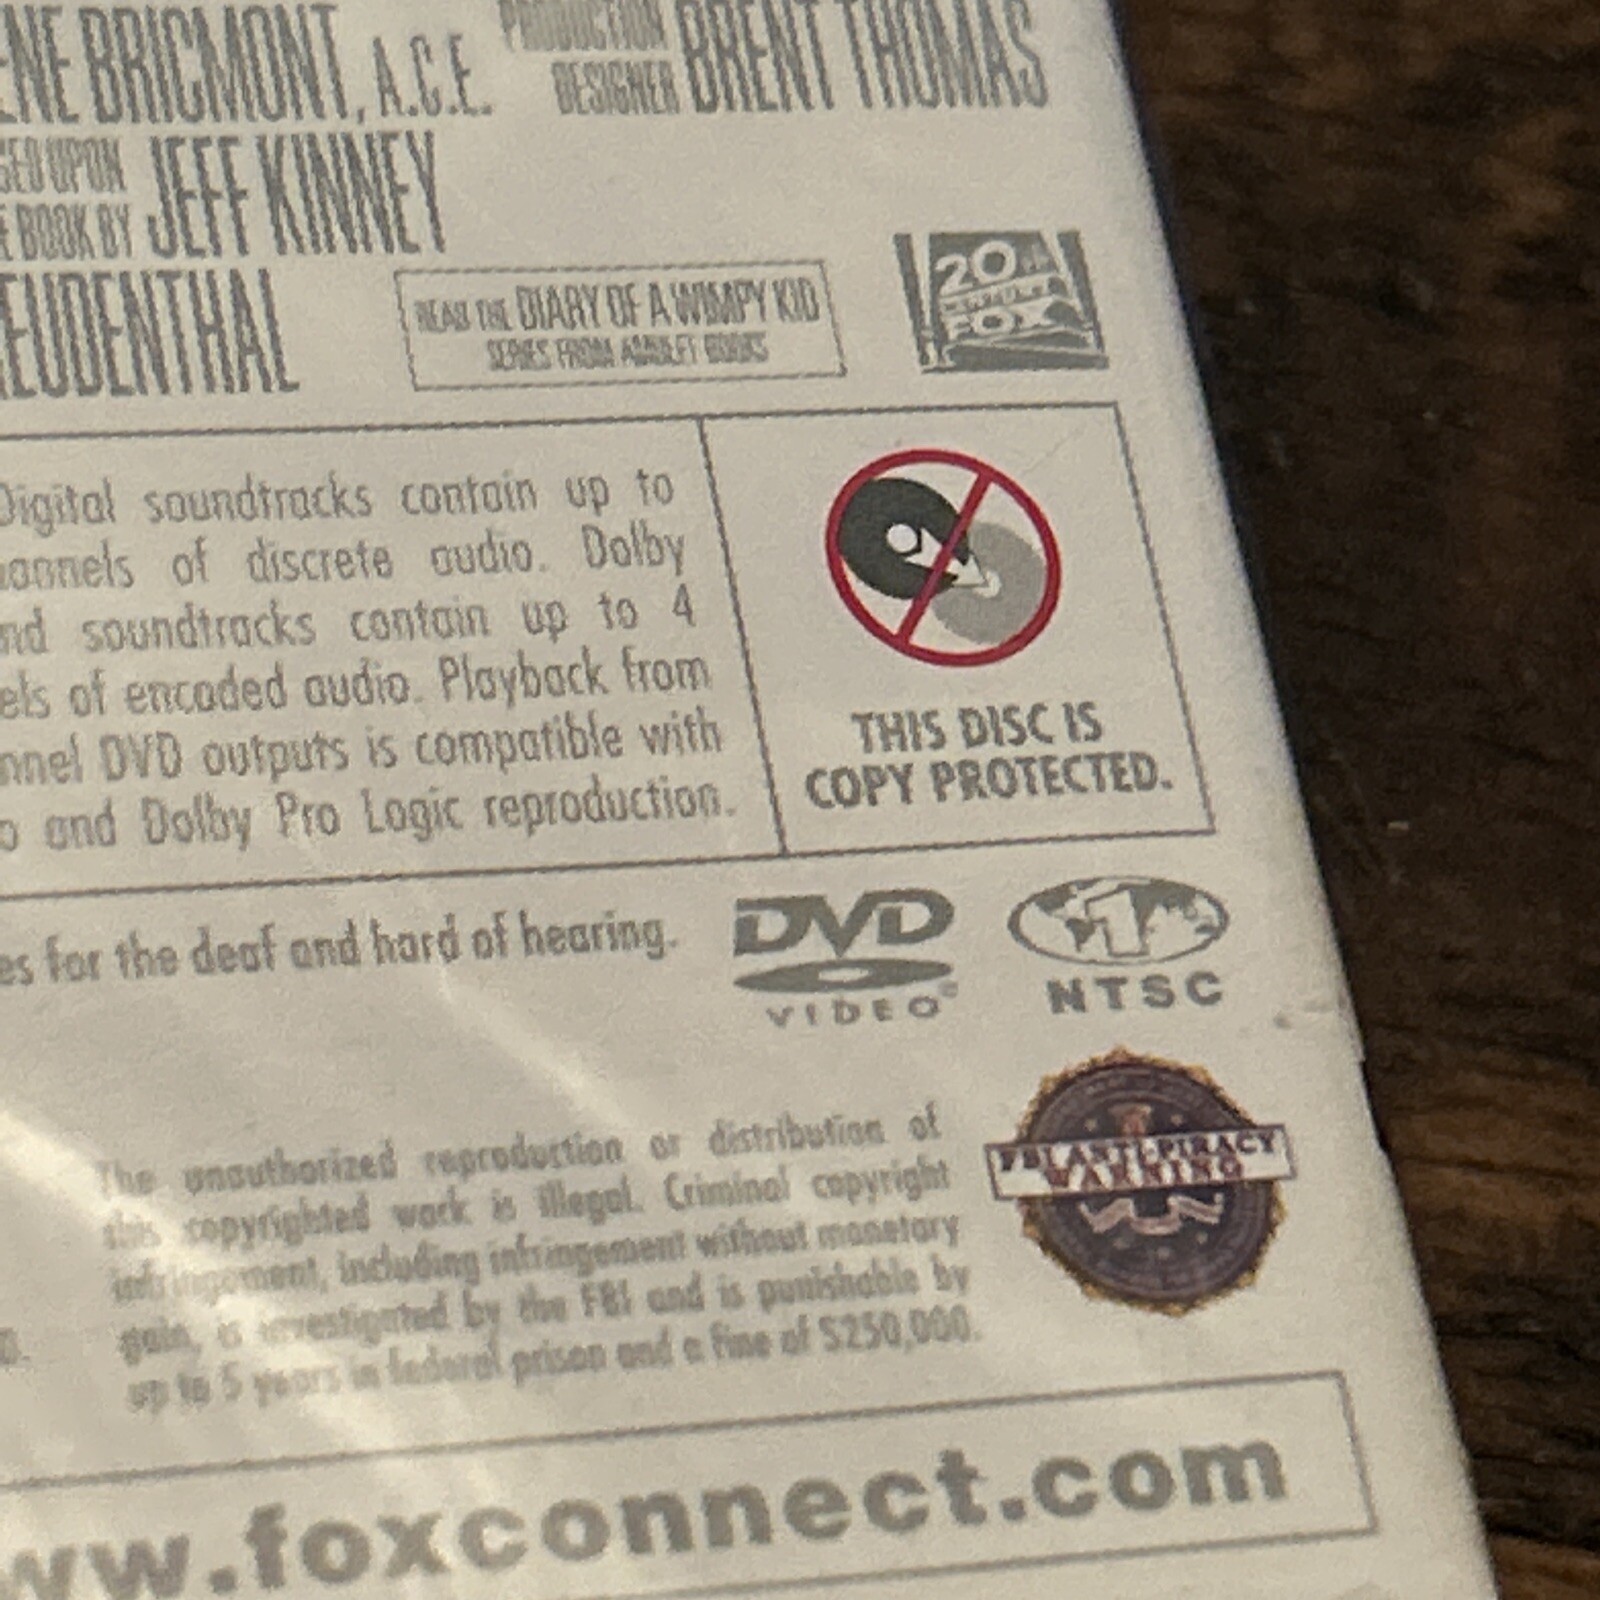 ENE BRICMONT, A.C.E. PRODUCTION DESIGNER BRENT THOMAS
SED UPON
E BOOK BY JEFF KINNEY
EUDENTHAL
READ THE DIARY OF A WIMPY KID
SERIES FROM AMULET BOOKS
20TH CENTURY FOX
Digital soundtracks contain up to
hannels of discrete audio. Dolby
nd soundtracks contain up to 4
els of encoded audio. Playback from
nnel DVD outputs is compatible with
o and Dolby Pro Logic reproduction.
THIS DISC IS
COPY PROTECTED.
es for the deaf and hard of hearing.
DVD
VIDEO
1
NTSC
The unauthorized reproduction or distribution of
this copyrighted work is illegal. Criminal copyright
infringement, including infringement without monetary
gain, is investigated by the FBI and is punishable by
up to 5 years in federal prison and a fine of $250,000.
FBI ANTI-PIRACY
WARNING
ww.foxconnect.com